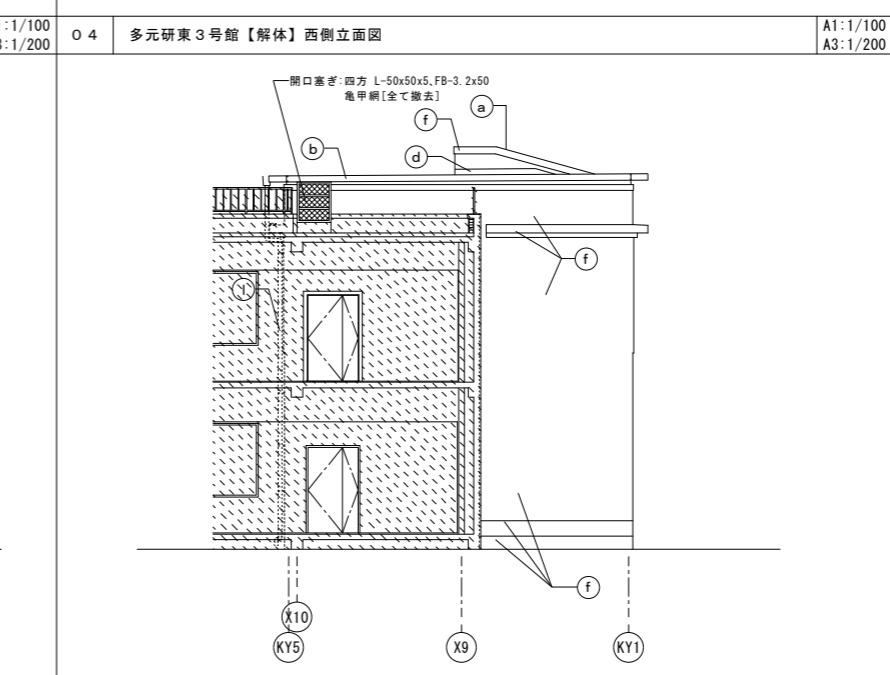 :1/100
:1/200
０４
多元研東３号館【解体】西側立面図
A1:1/100
A3:1/200
開口塞ぎ:四方 L-50x50x5、FB-3.2x50
亀甲網[全て撤去]
a
f
b
d
f
f
X10
KY5
X9
KY1